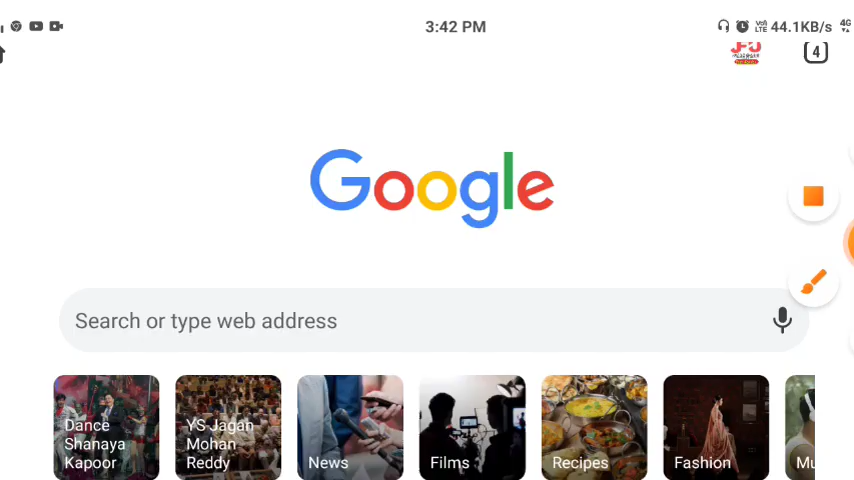 3:42 PM
44.1KB/s 4G
4
Google
Search or type web address
Dance
Shanaya
Kapoor
YS Jagan
Mohan
Reddy
News
Films
Recipes
Fashion